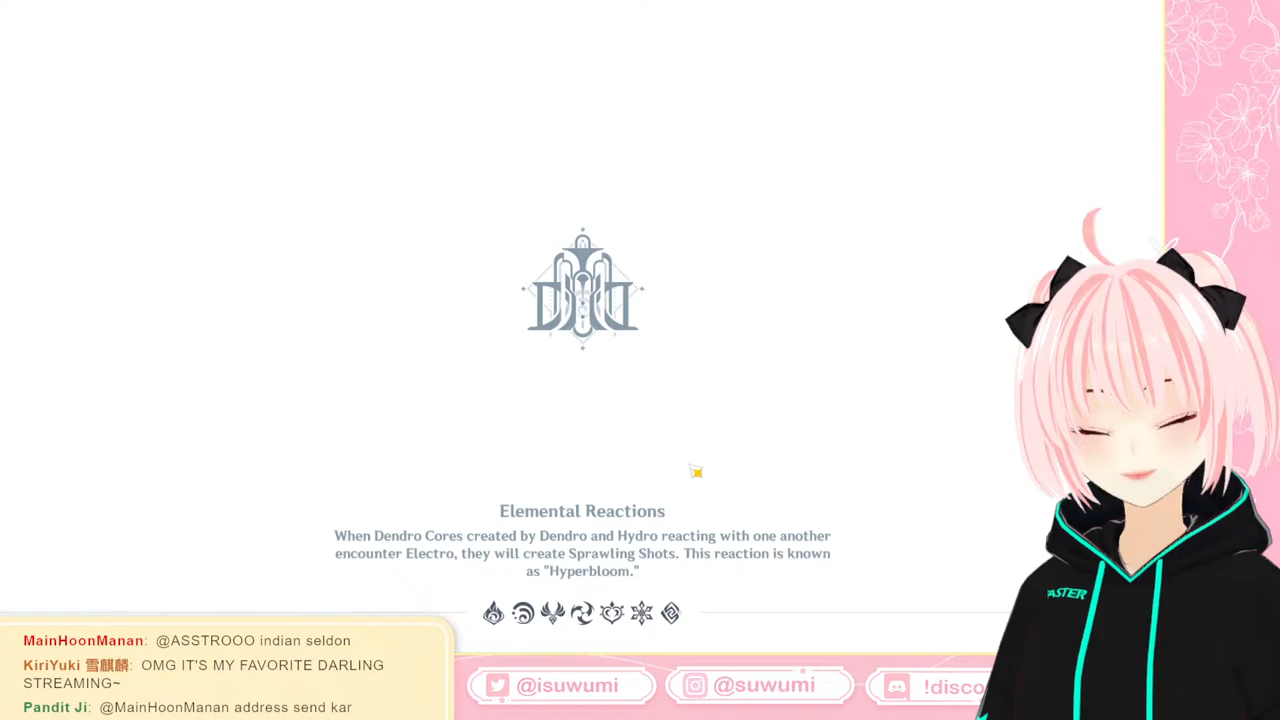 Elemental Reactions
When Dendro Cores created by Dendro and Hydro reacting with one another
encounter Electro, they will create Sprawling Shots. This reaction is known
as "Hyperbloom."
ASTER
MainHoonManan: @ASSTROOO indian seldon
KiriYuki 雪麒麟: OMG IT'S MY FAVORITE DARLING
STREAMING~
Pandit Ji: @MainHoonManan address send kar
@isuwumi
@suwumi
!disco